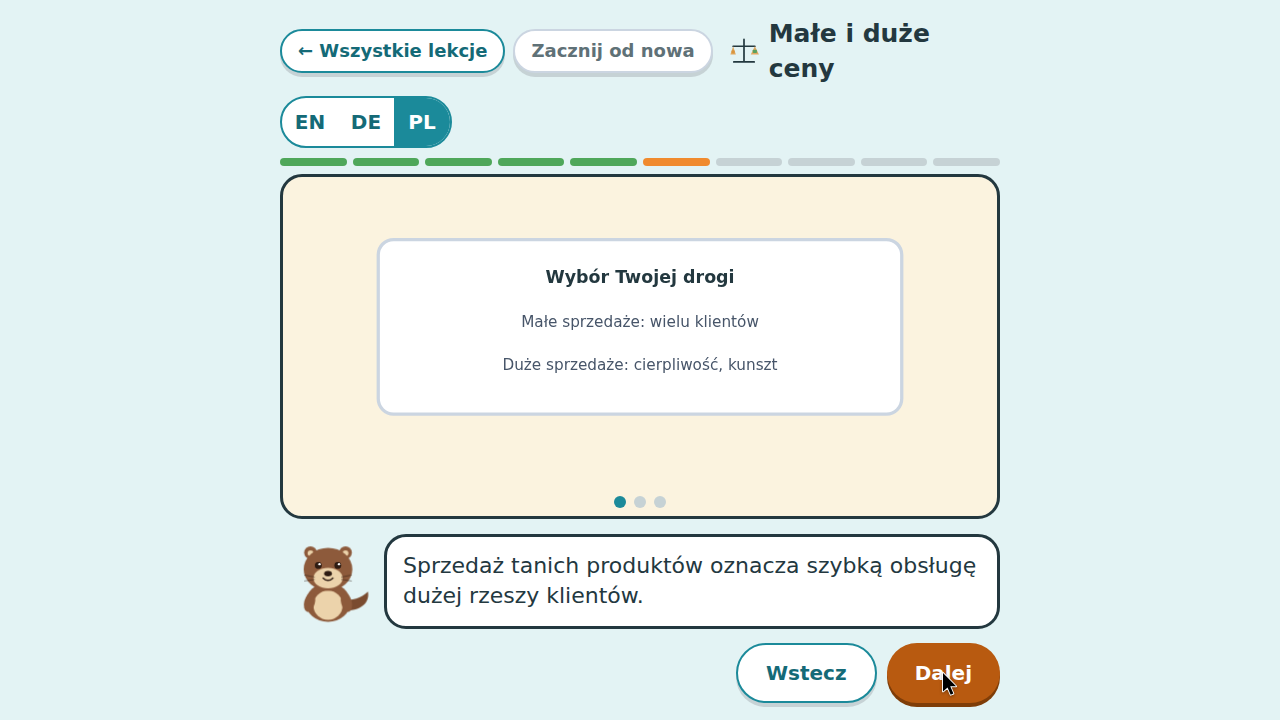 ← Wszystkie lekcje
Zacznij od nowa
Małe i duże
ceny
EN DE PL
Wybór Twojej drogi
Małe sprzedaże: wielu klientów
Duże sprzedaże: cierpliwość, kunszt
Sprzedaż tanich produktów oznacza szybką obsługę
dużej rzeszy klientów.
Wstecz
Dalej